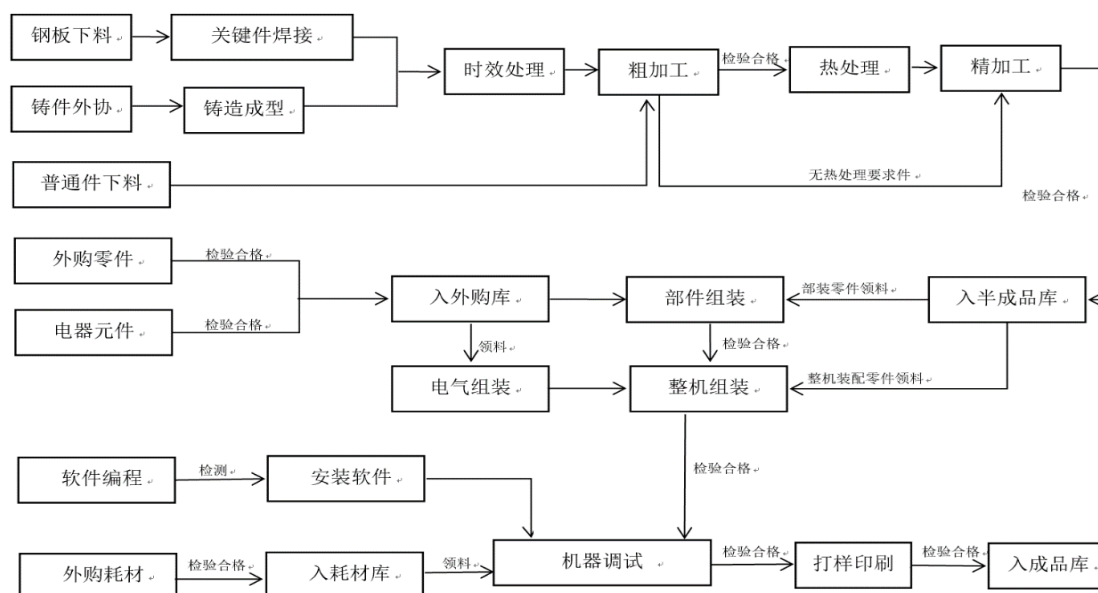 钢板下料
关键件焊接
时效处理
粗加工
检验合格
热处理
精加工
铸件外协
铸造成型
普通件下料
无热处理要求件
检验合格
外购零件
检验合格
入外购库
部件组装
部装零件领料
入半成品库
电器元件
检验合格
领料
检验合格
电气组装
整机组装
整机装配零件领料
软件编程
检测
安装软件
检验合格
外购耗材
检验合格
入耗材库
领料
机器调试
检验合格
打样印刷
检验合格
入成品库